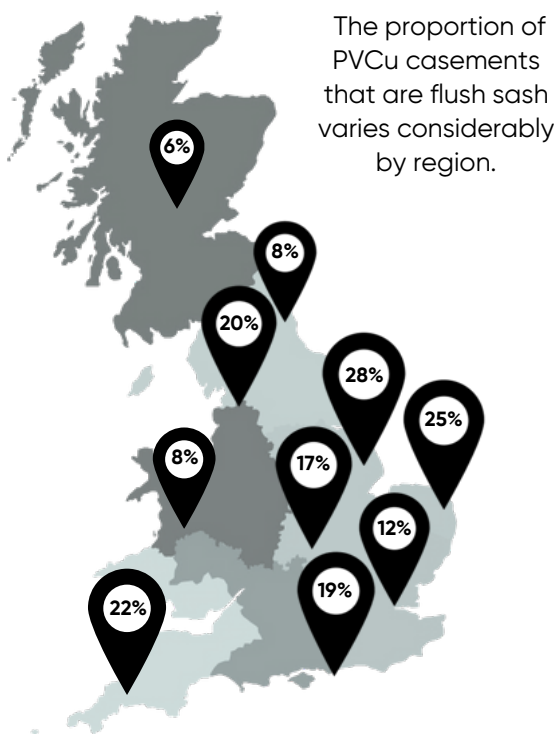 The proportion of
PVCu casements
that are flush sash
varies considerably
by region.
6%
8%
20%
28%
25%
8%
17%
12%
19%
22%